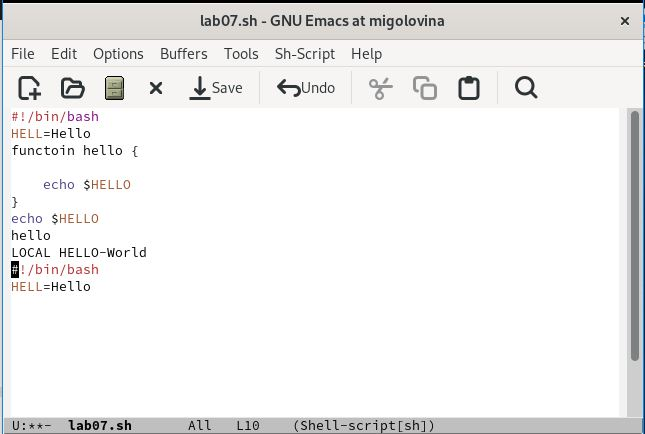 lab07.sh - GNU Emacs at migolovina
File Edit Options Buffers Tools Sh-Script Help
Save Undo
#!/bin/bash
HELL=Hello
functoin hello {
    echo $HELLO
}
echo $HELLO
hello
LOCAL HELLO-World
#!/bin/bash
HELL=Hello
U:**- lab07.sh All L10 (Shell-script[sh])